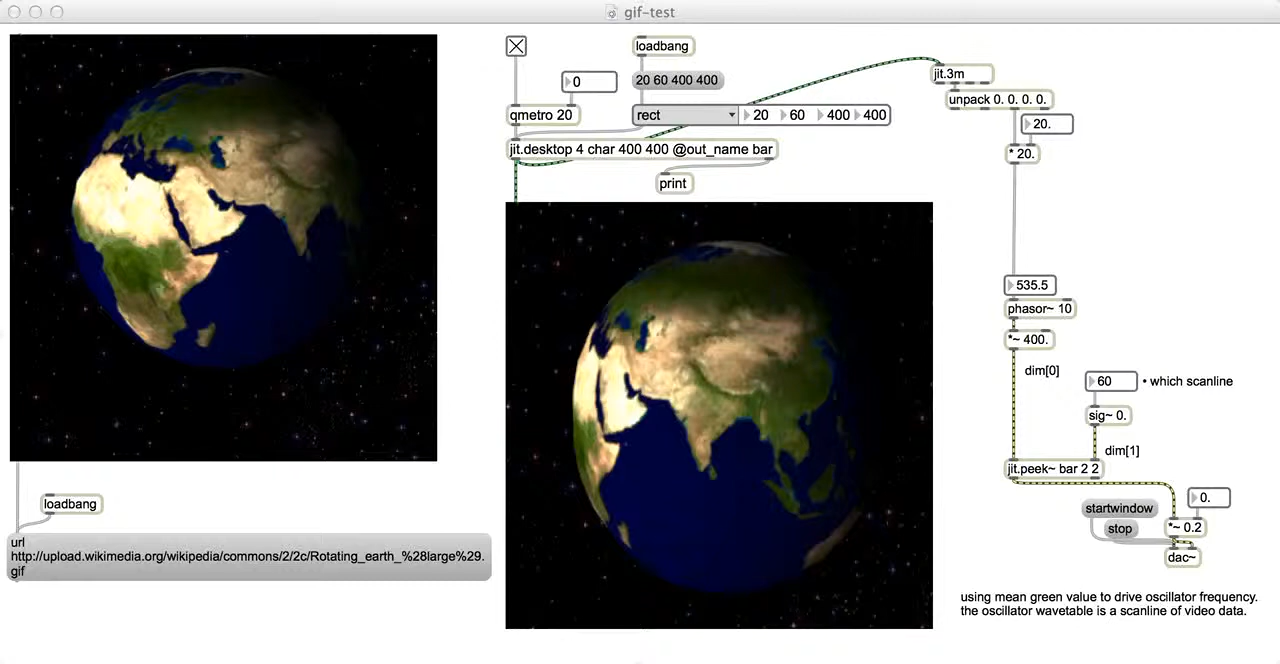 gif-test
loadbang
0
20 60 400 400
qmetro 20
rect
20
60
400
400
jit.desktop 4 char 400 400 @out_name bar
print
jit.3m
unpack 0. 0. 0. 0.
20.
* 20.
535.5
phasor~ 10
*~ 400.
dim[0]
60
• which scanline
sig~ 0.
dim[1]
jit.peek~ bar 2 2
startwindow
0.
stop
*~ 0.2
dac~
loadbang
url
http://upload.wikimedia.org/wikipedia/commons/2/2c/Rotating_earth_%28large%29.
gif
using mean green value to drive oscillator frequency.
the oscillator wavetable is a scanline of video data.